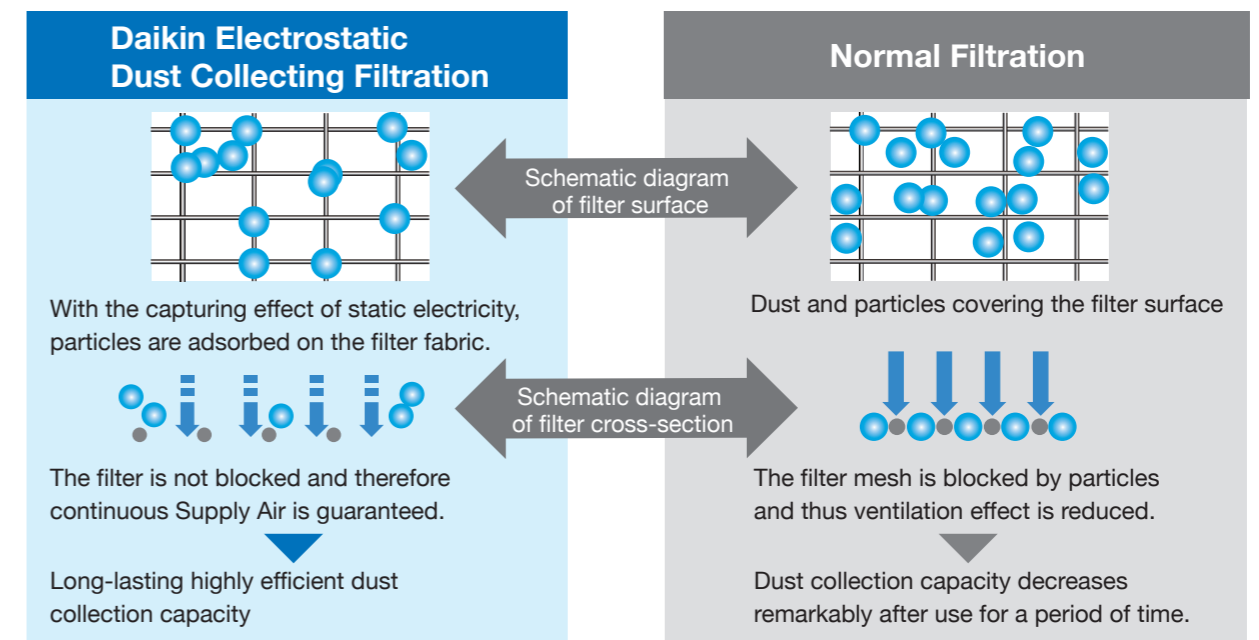 Daikin Electrostatic
Dust Collecting Filtration
Normal Filtration
Schematic diagram
of filter surface
With the capturing effect of static electricity,
particles are adsorbed on the filter fabric.
Dust and particles covering the filter surface
Schematic diagram
of filter cross-section
The filter is not blocked and therefore
continuous Supply Air is guaranteed.
The filter mesh is blocked by particles
and thus ventilation effect is reduced.
Long-lasting highly efficient dust
collection capacity
Dust collection capacity decreases
remarkably after use for a period of time.